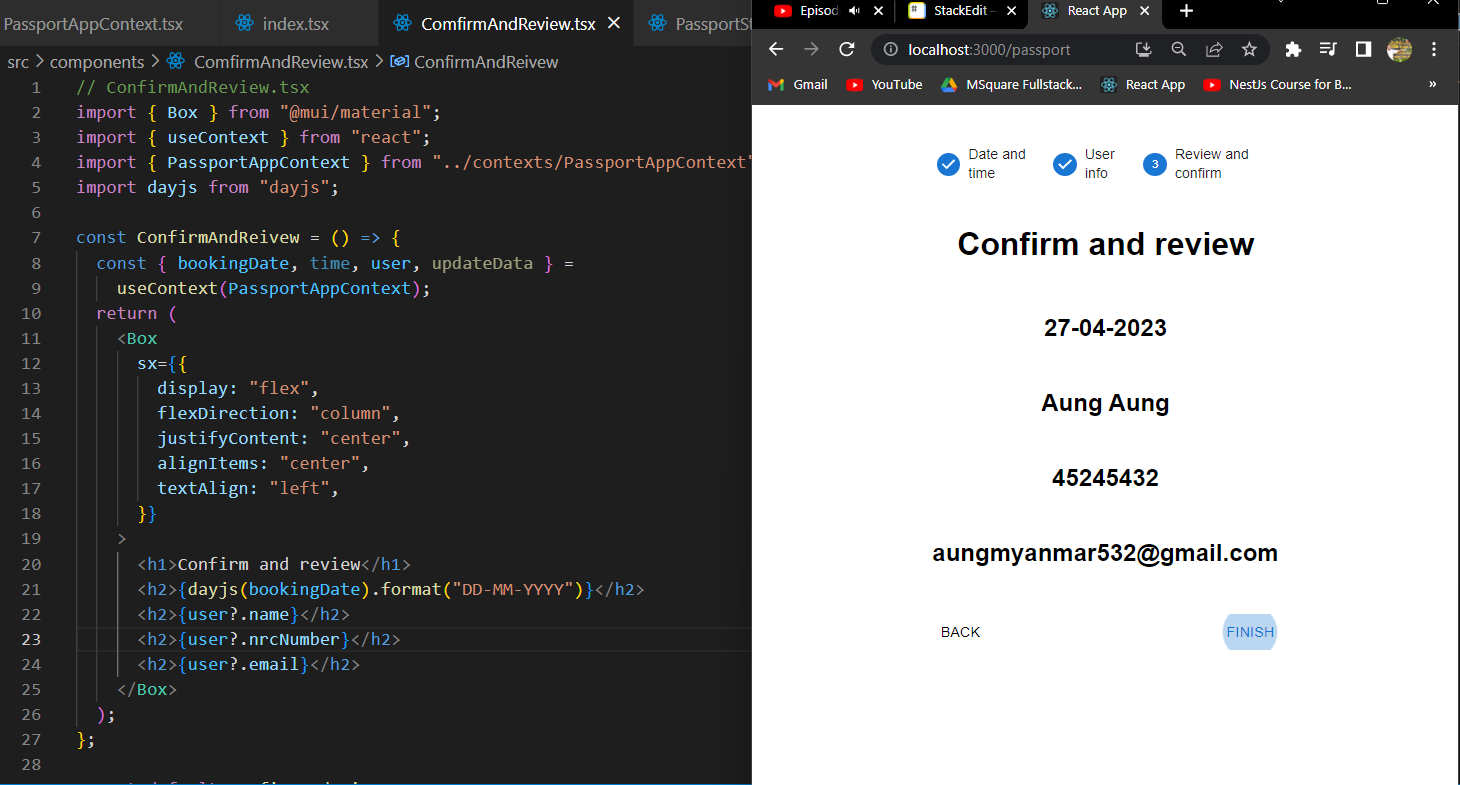 PassportAppContext.tsx
index.tsx
ComfirmAndReview.tsx
PassportSt
src > components > ComfirmAndReview.tsx > ConfirmAndReivew
1 // ConfirmAndReview.tsx
2 import { Box } from "@mui/material";
3 import { useContext } from "react";
4 import { PassportAppContext } from "../contexts/PassportAppContext"
5 import dayjs from "dayjs";
6
7 const ConfirmAndReivew = () => {
8 const { bookingDate, time, user, updateData } =
9 useContext(PassportAppContext);
10 return (
11 <Box
12 sx={{
13 display: "flex",
14 flexDirection: "column",
15 justifyContent: "center",
16 alignItems: "center",
17 textAlign: "left",
18 }}
19 >
20 <h1>Confirm and review</h1>
21 <h2>{dayjs(bookingDate).format("DD-MM-YYYY")}</h2>
22 <h2>{user?.name}</h2>
23 <h2>{user?.nrcNumber}</h2>
24 <h2>{user?.email}</h2>
25 </Box>
26 );
27 };
28
Episod
StackEdit –
React App
localhost:3000/passport
Gmail
YouTube
MSquare Fullstack...
React App
NestJs Course for B...
»
Date and
time
User
info
3
Review and
confirm
Confirm and review
27-04-2023
Aung Aung
45245432
aungmyanmar532@gmail.com
BACK
FINISH